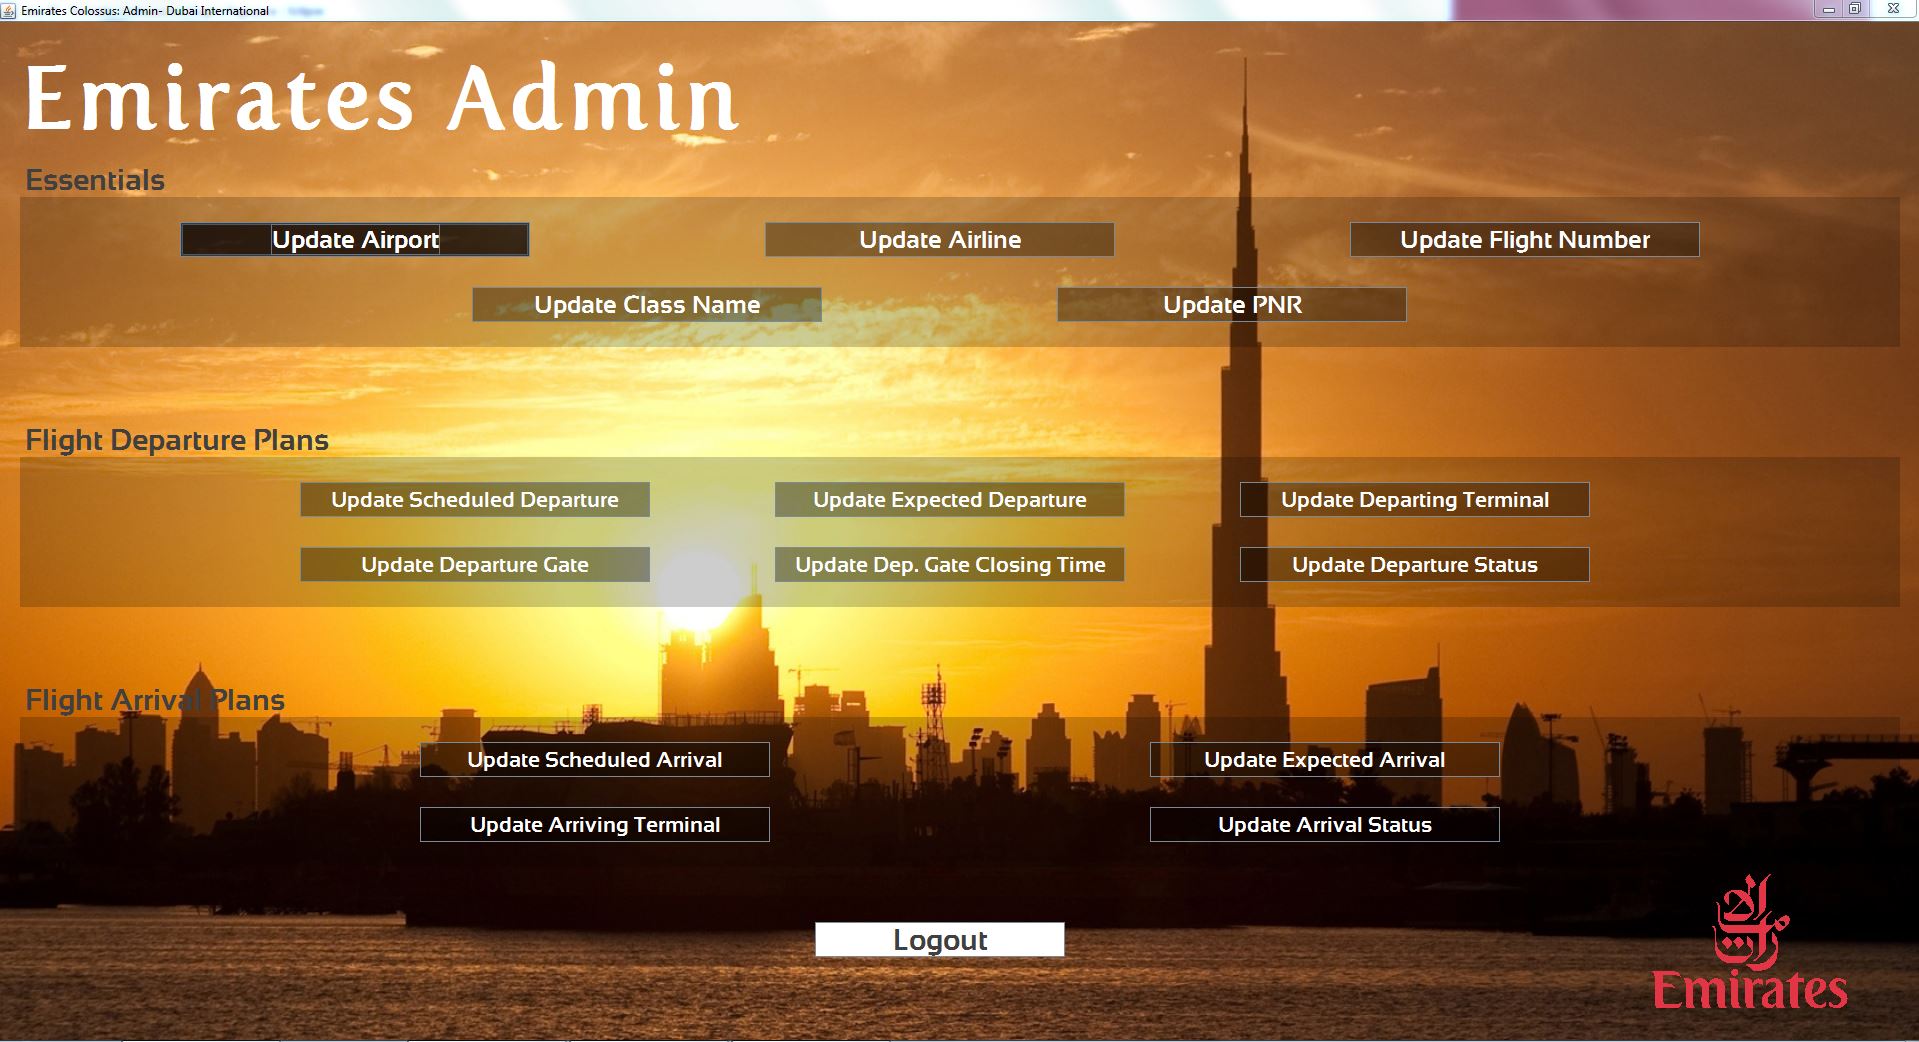 Emirates Colossus: Admin- Dubai International
Emirates Admin
Essentials
Update Airport
Update Airline
Update Flight Number
Update Class Name
Update PNR
Flight Departure Plans
Update Scheduled Departure
Update Expected Departure
Update Departing Terminal
Update Departure Gate
Update Dep. Gate Closing Time
Update Departure Status
Flight Arrival Plans
Update Scheduled Arrival
Update Expected Arrival
Update Arriving Terminal
Update Arrival Status
Logout
Emirates